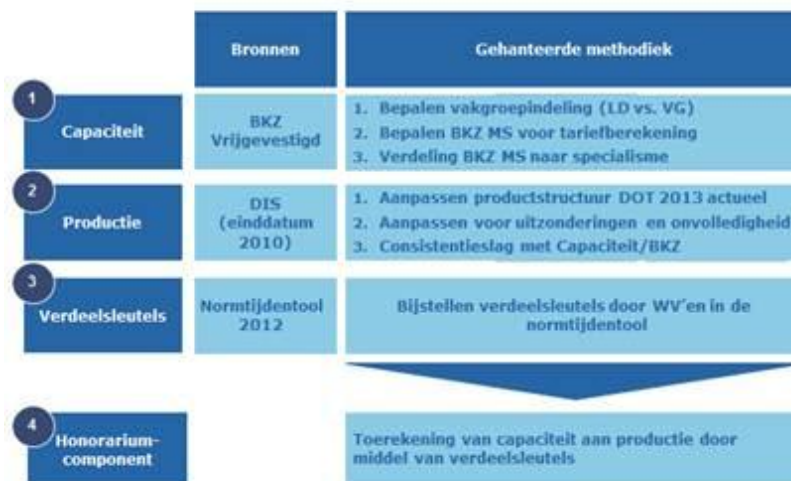 Bronnen
Gehanteerde methodiek
1
Capaciteit
BKZ
Vrijgevestigd
1. Bepalen vakgroepindeling (LD vs. VG)
2. Bepalen BKZ MS voor tariefberekening
3. Verdeling BKZ MS naar specialisme
2
Productie
DIS
(einddatum
2010)
1. Aanpassen productstructuur DOT 2013 actueel
2. Aanpassen voor uitzonderingen en onvolledigheid
3. Consistentieslag met Capaciteit/BKZ
3
Verdeelsleutels
Normtijdentool
2012
Bijstellen verdeelsleutels door WV'en in de
normtijdentool
4
Honorarium-
component
Toerekening van capaciteit aan productie door
middel van verdeelsleutels